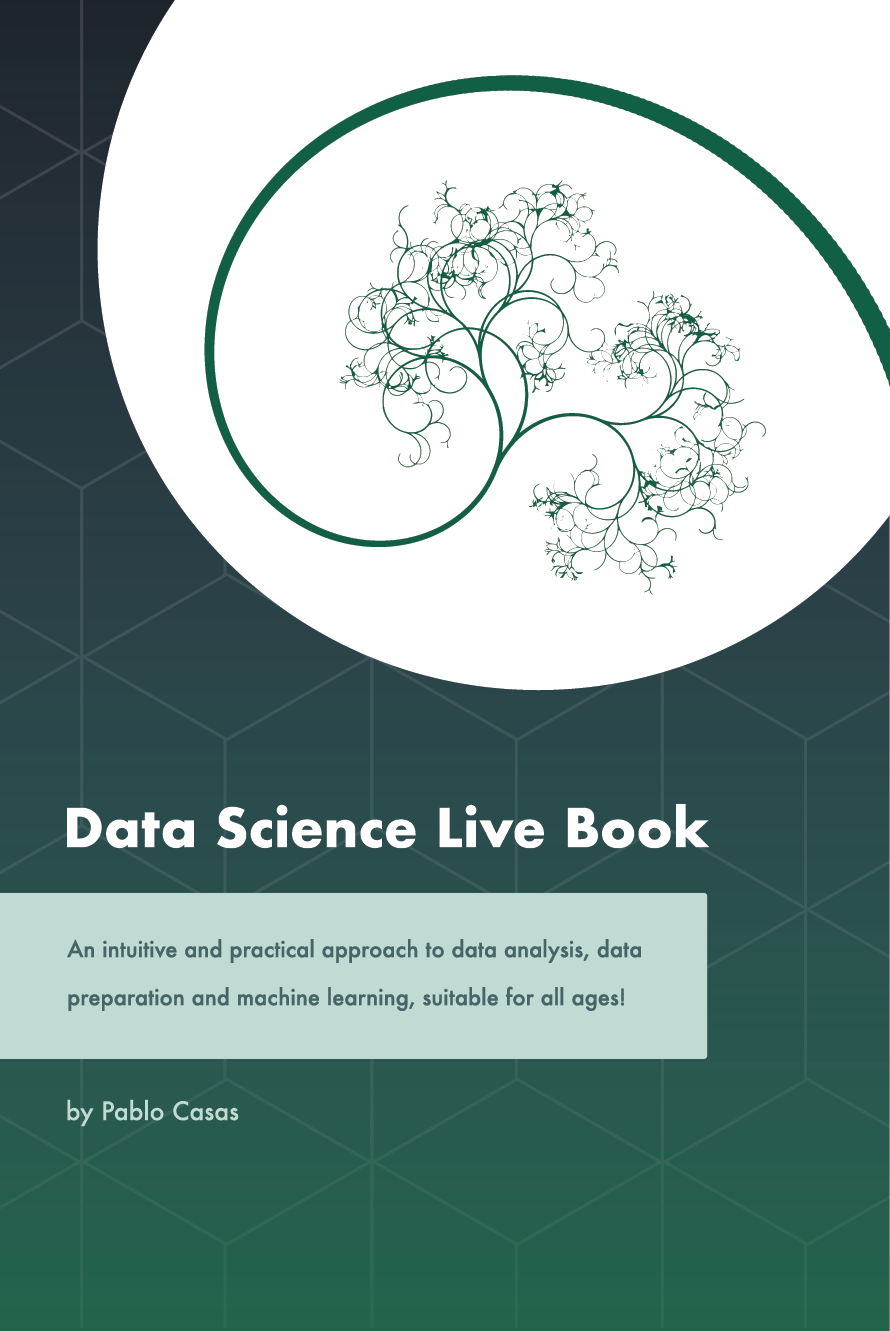 Data Science Live Book
An intuitive and practical approach to data analysis, data
preparation and machine learning, suitable for all ages!
by Pablo Casas